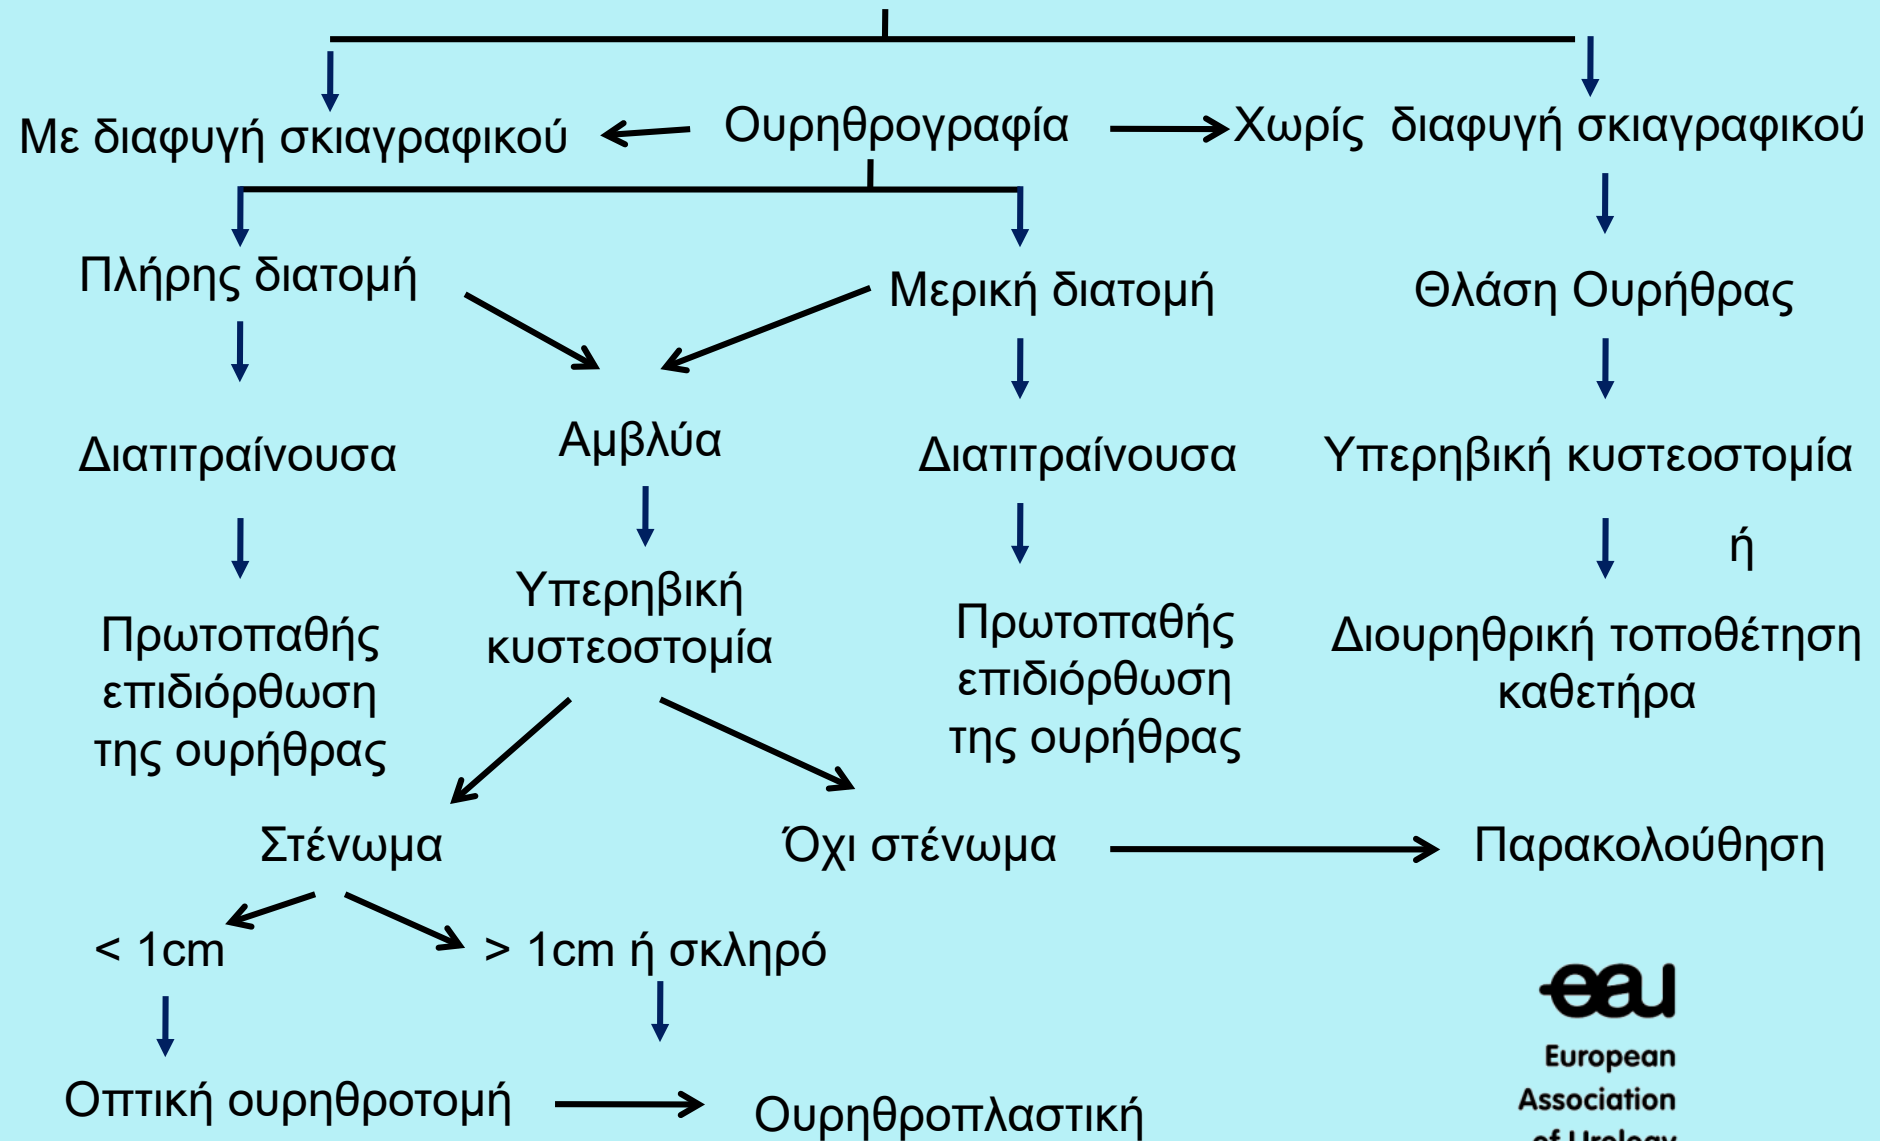 Με διαφυγή σκιαγραφικού
Ουρηθρογραφία
Χωρίς διαφυγή σκιαγραφικού
Πλήρης διατομή
Μερική διατομή
Θλάση Ουρήθρας
Διατιτραίνουσα
Αμβλύα
Διατιτραίνουσα
Υπερηβική κυστεοστομία
ή
Υπερηβική
κυστεοστομία
Πρωτοπαθής
επιδιόρθωση
της ουρήθρας
Πρωτοπαθής
επιδιόρθωση
της ουρήθρας
Διουρηθρική τοποθέτηση
καθετήρα
Στένωμα
Όχι στένωμα
Παρακολούθηση
< 1cm
> 1cm ή σκληρό
Οπτική ουρηθροτομή
Ουρηθροπλαστική
eau
European
Association
of Urology